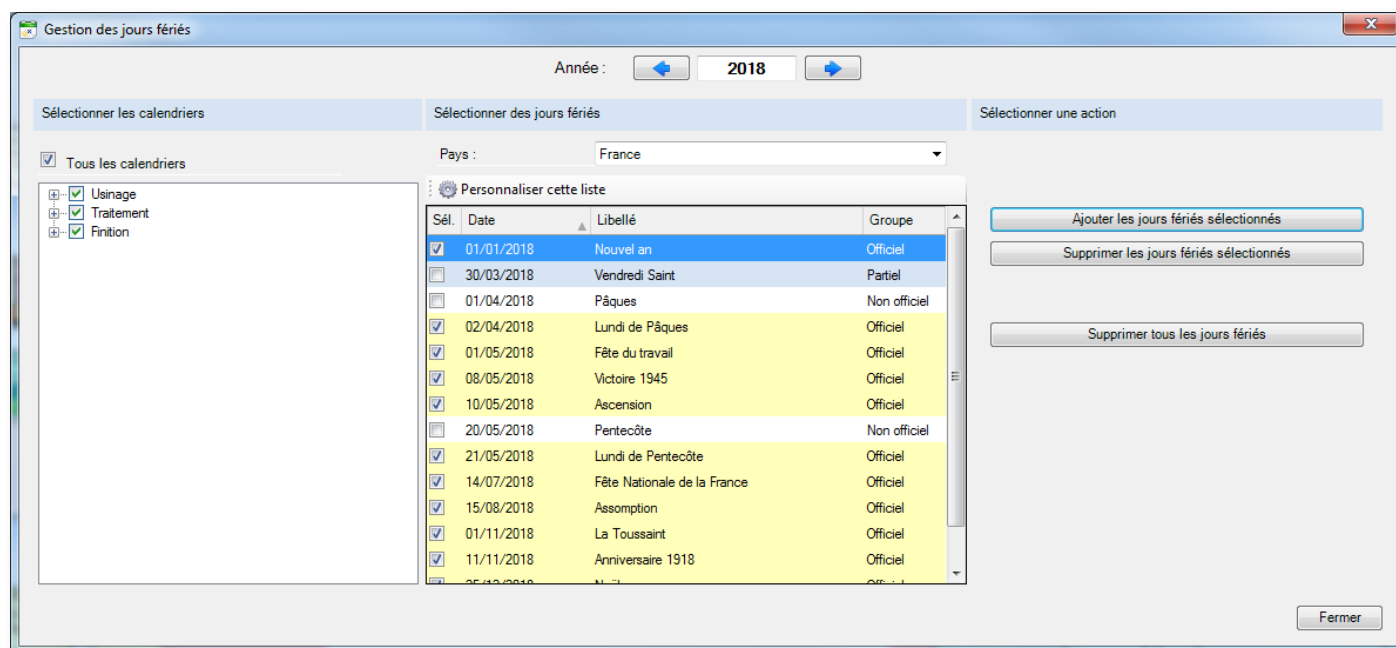 Gestion des jours fériés
Année : 2018
Sélectionner les calendriers
Sélectionner des jours fériés
Sélectionner une action
Tous les calendriers
Usinage
Traitement
Finition
Pays : France
Personnaliser cette liste
Sél. Date Libellé Groupe
01/01/2018 Nouvel an Officiel
30/03/2018 Vendredi Saint Partiel
01/04/2018 Pâques Non officiel
02/04/2018 Lundi de Pâques Officiel
01/05/2018 Fête du travail Officiel
08/05/2018 Victoire 1945 Officiel
10/05/2018 Ascension Officiel
20/05/2018 Pentecôte Non officiel
21/05/2018 Lundi de Pentecôte Officiel
14/07/2018 Fête Nationale de la France Officiel
15/08/2018 Assomption Officiel
01/11/2018 La Toussaint Officiel
11/11/2018 Anniversaire 1918 Officiel
Ajouter les jours fériés sélectionnés
Supprimer les jours fériés sélectionnés
Supprimer tous les jours fériés
Fermer